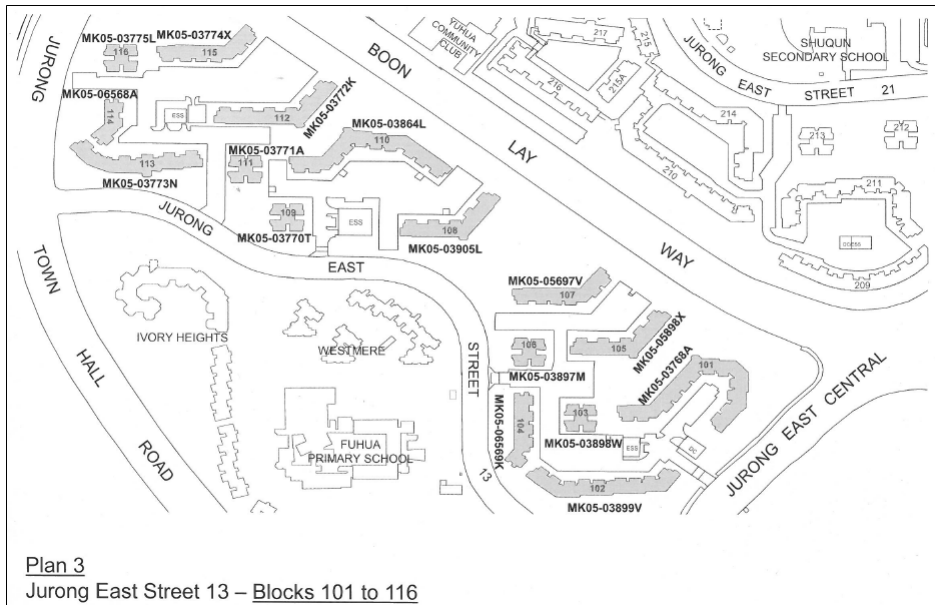 MK05-03775L
MK05-03774X
116
115
MK05-06568A
114
ESS
112
MK05-03772K
113
MK05-03773N
MK05-03771A
111
MK05-03864L
110
109
MK05-03770T
ESS
108
MK05-03905L
JURONG
TOWN
HALL
ROAD
JURONG
EAST
STREET
13
BOON
LAY
WAY
YUHUA
COMMUNITY
CLUB
217
215
216
215A
JURONG
EAST
STREET 21
SHUQUN
SECONDARY SCHOOL
214
213
212
210
211
209
IVORY HEIGHTS
WESTMERE
FUHUA
PRIMARY SCHOOL
MK05-05697V
107
106
MK05-03897M
105
MK05-05898X
MK05-03768A
101
104
MK05-06569K
103
MK05-03898W
ESS
DC
102
MK05-03899V
JURONG EAST CENTRAL
Plan 3
Jurong East Street 13 – Blocks 101 to 116